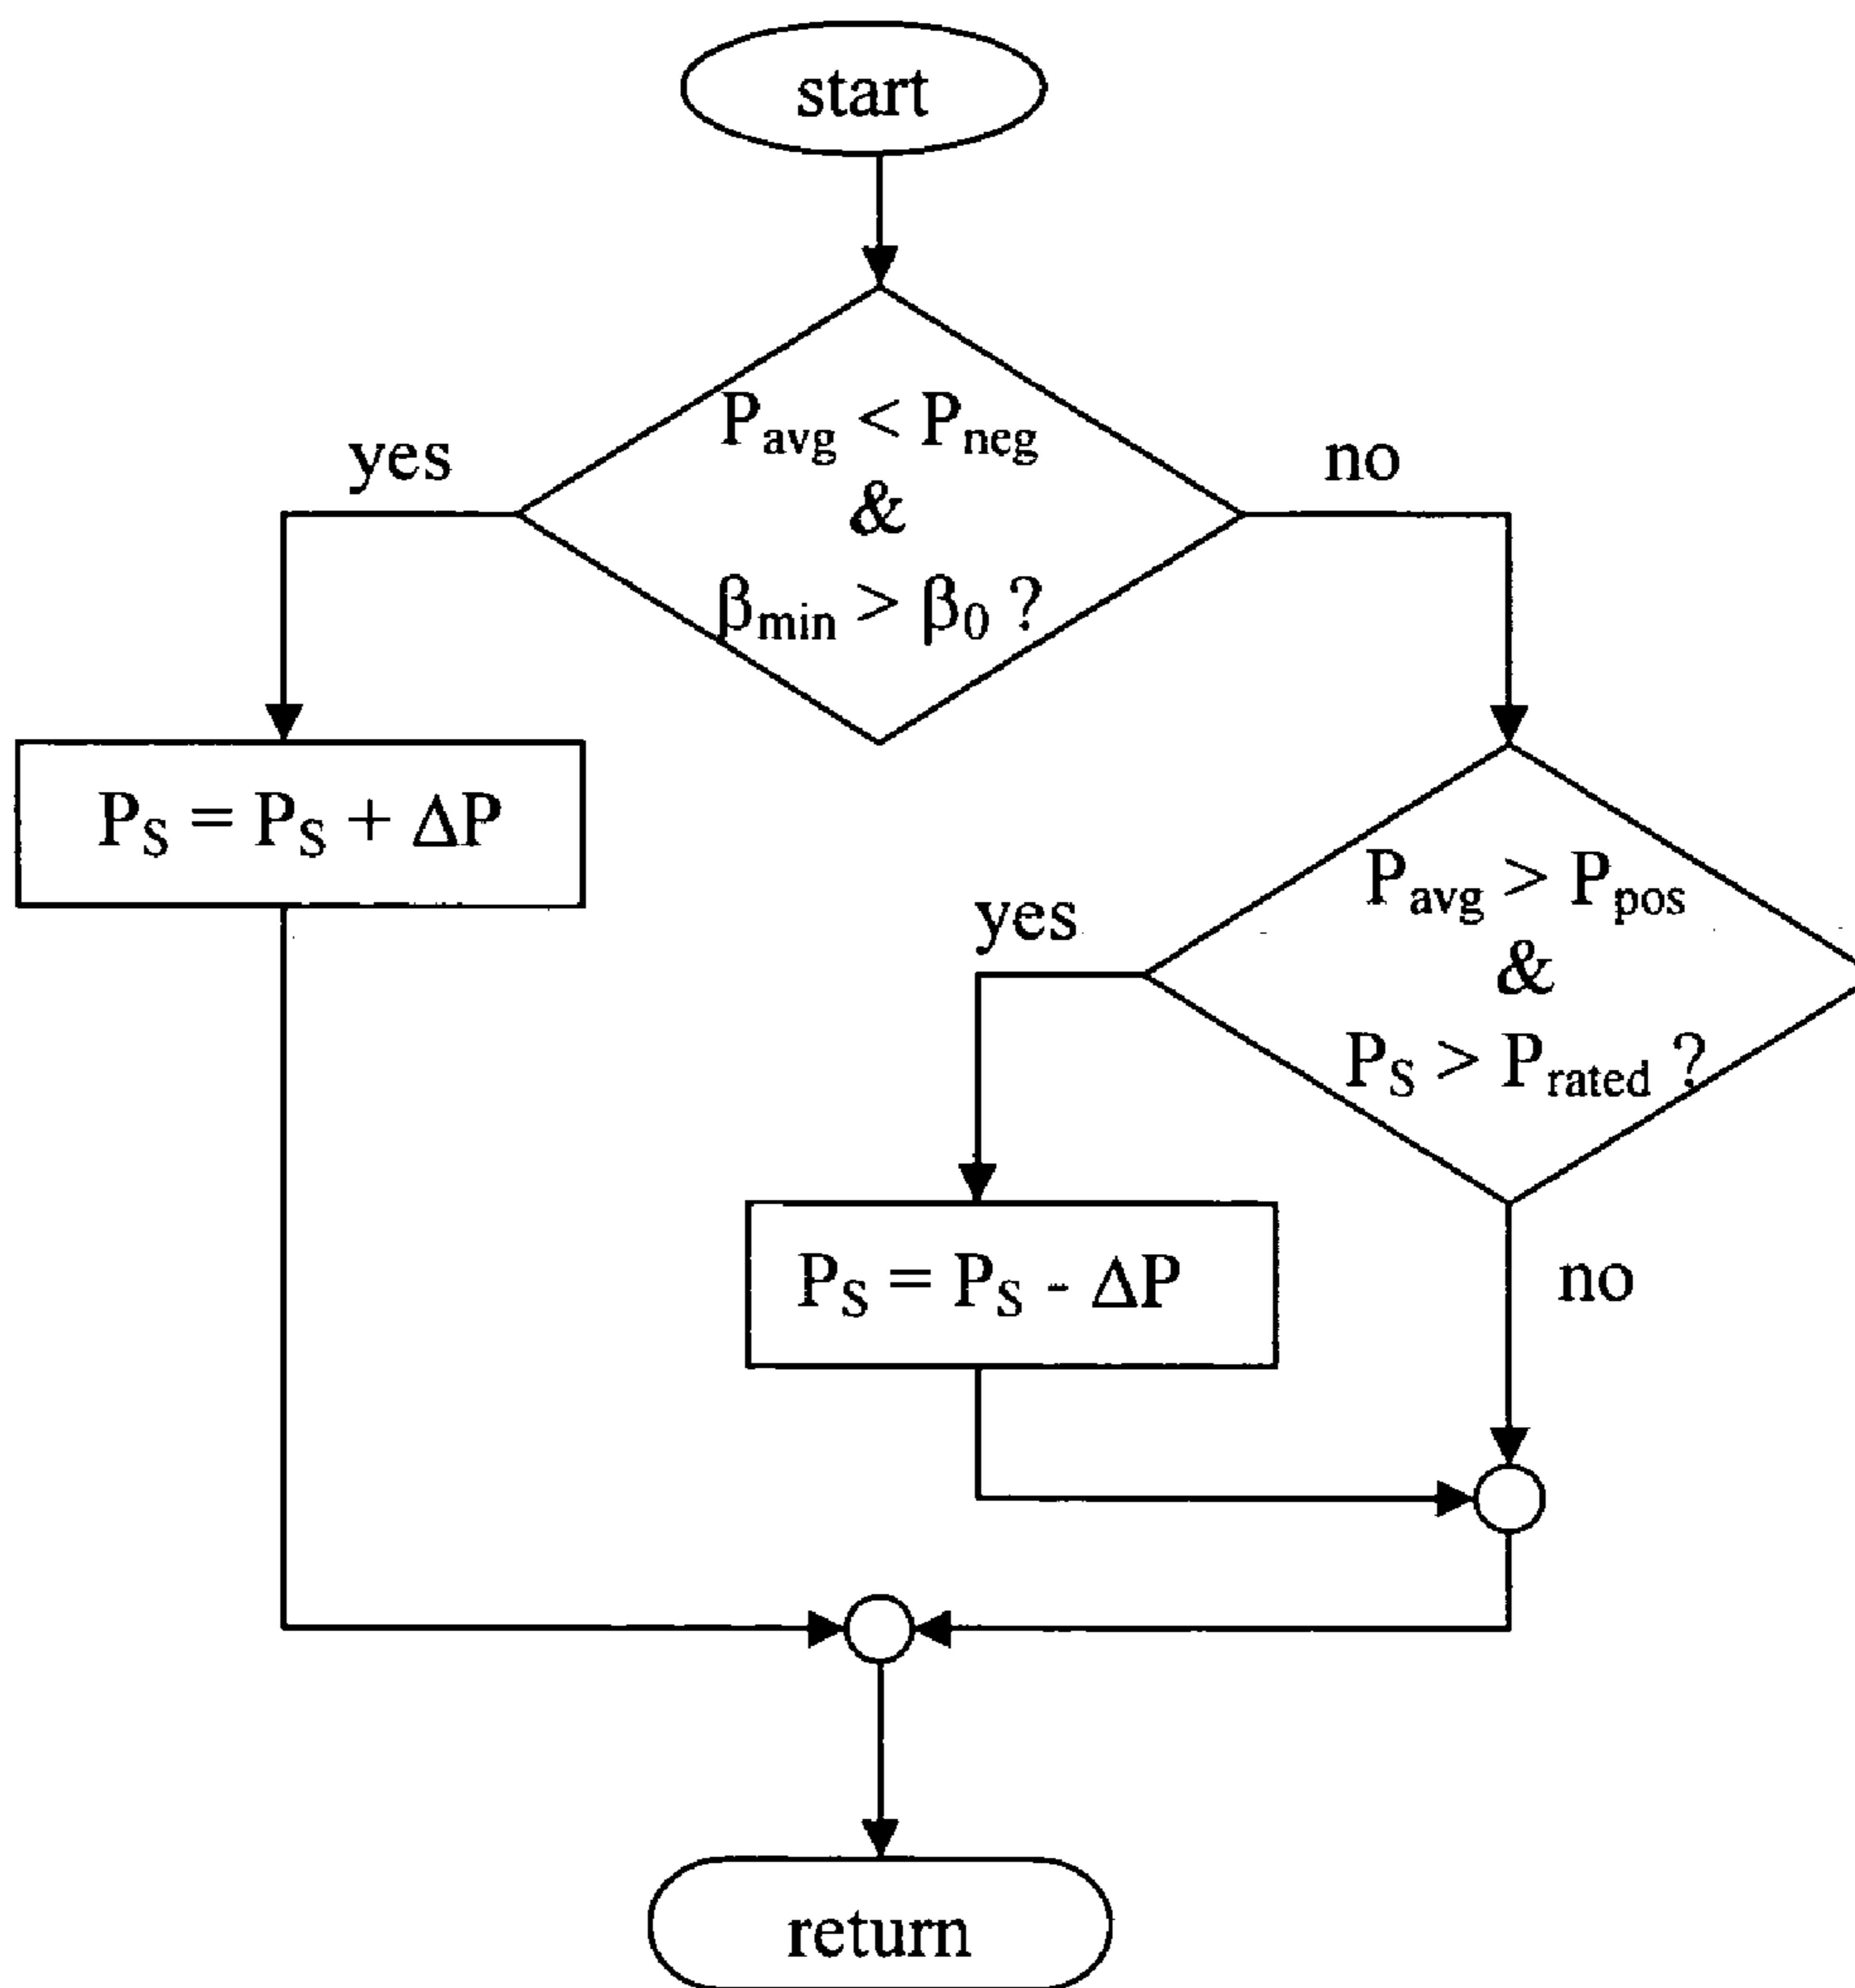 start
P_avg < P_neg
&
β_min > β_0 ?
yes
no
P_S = P_S + ΔP
P_avg > P_pos
&
P_S > P_rated ?
yes
no
P_S = P_S - ΔP
return